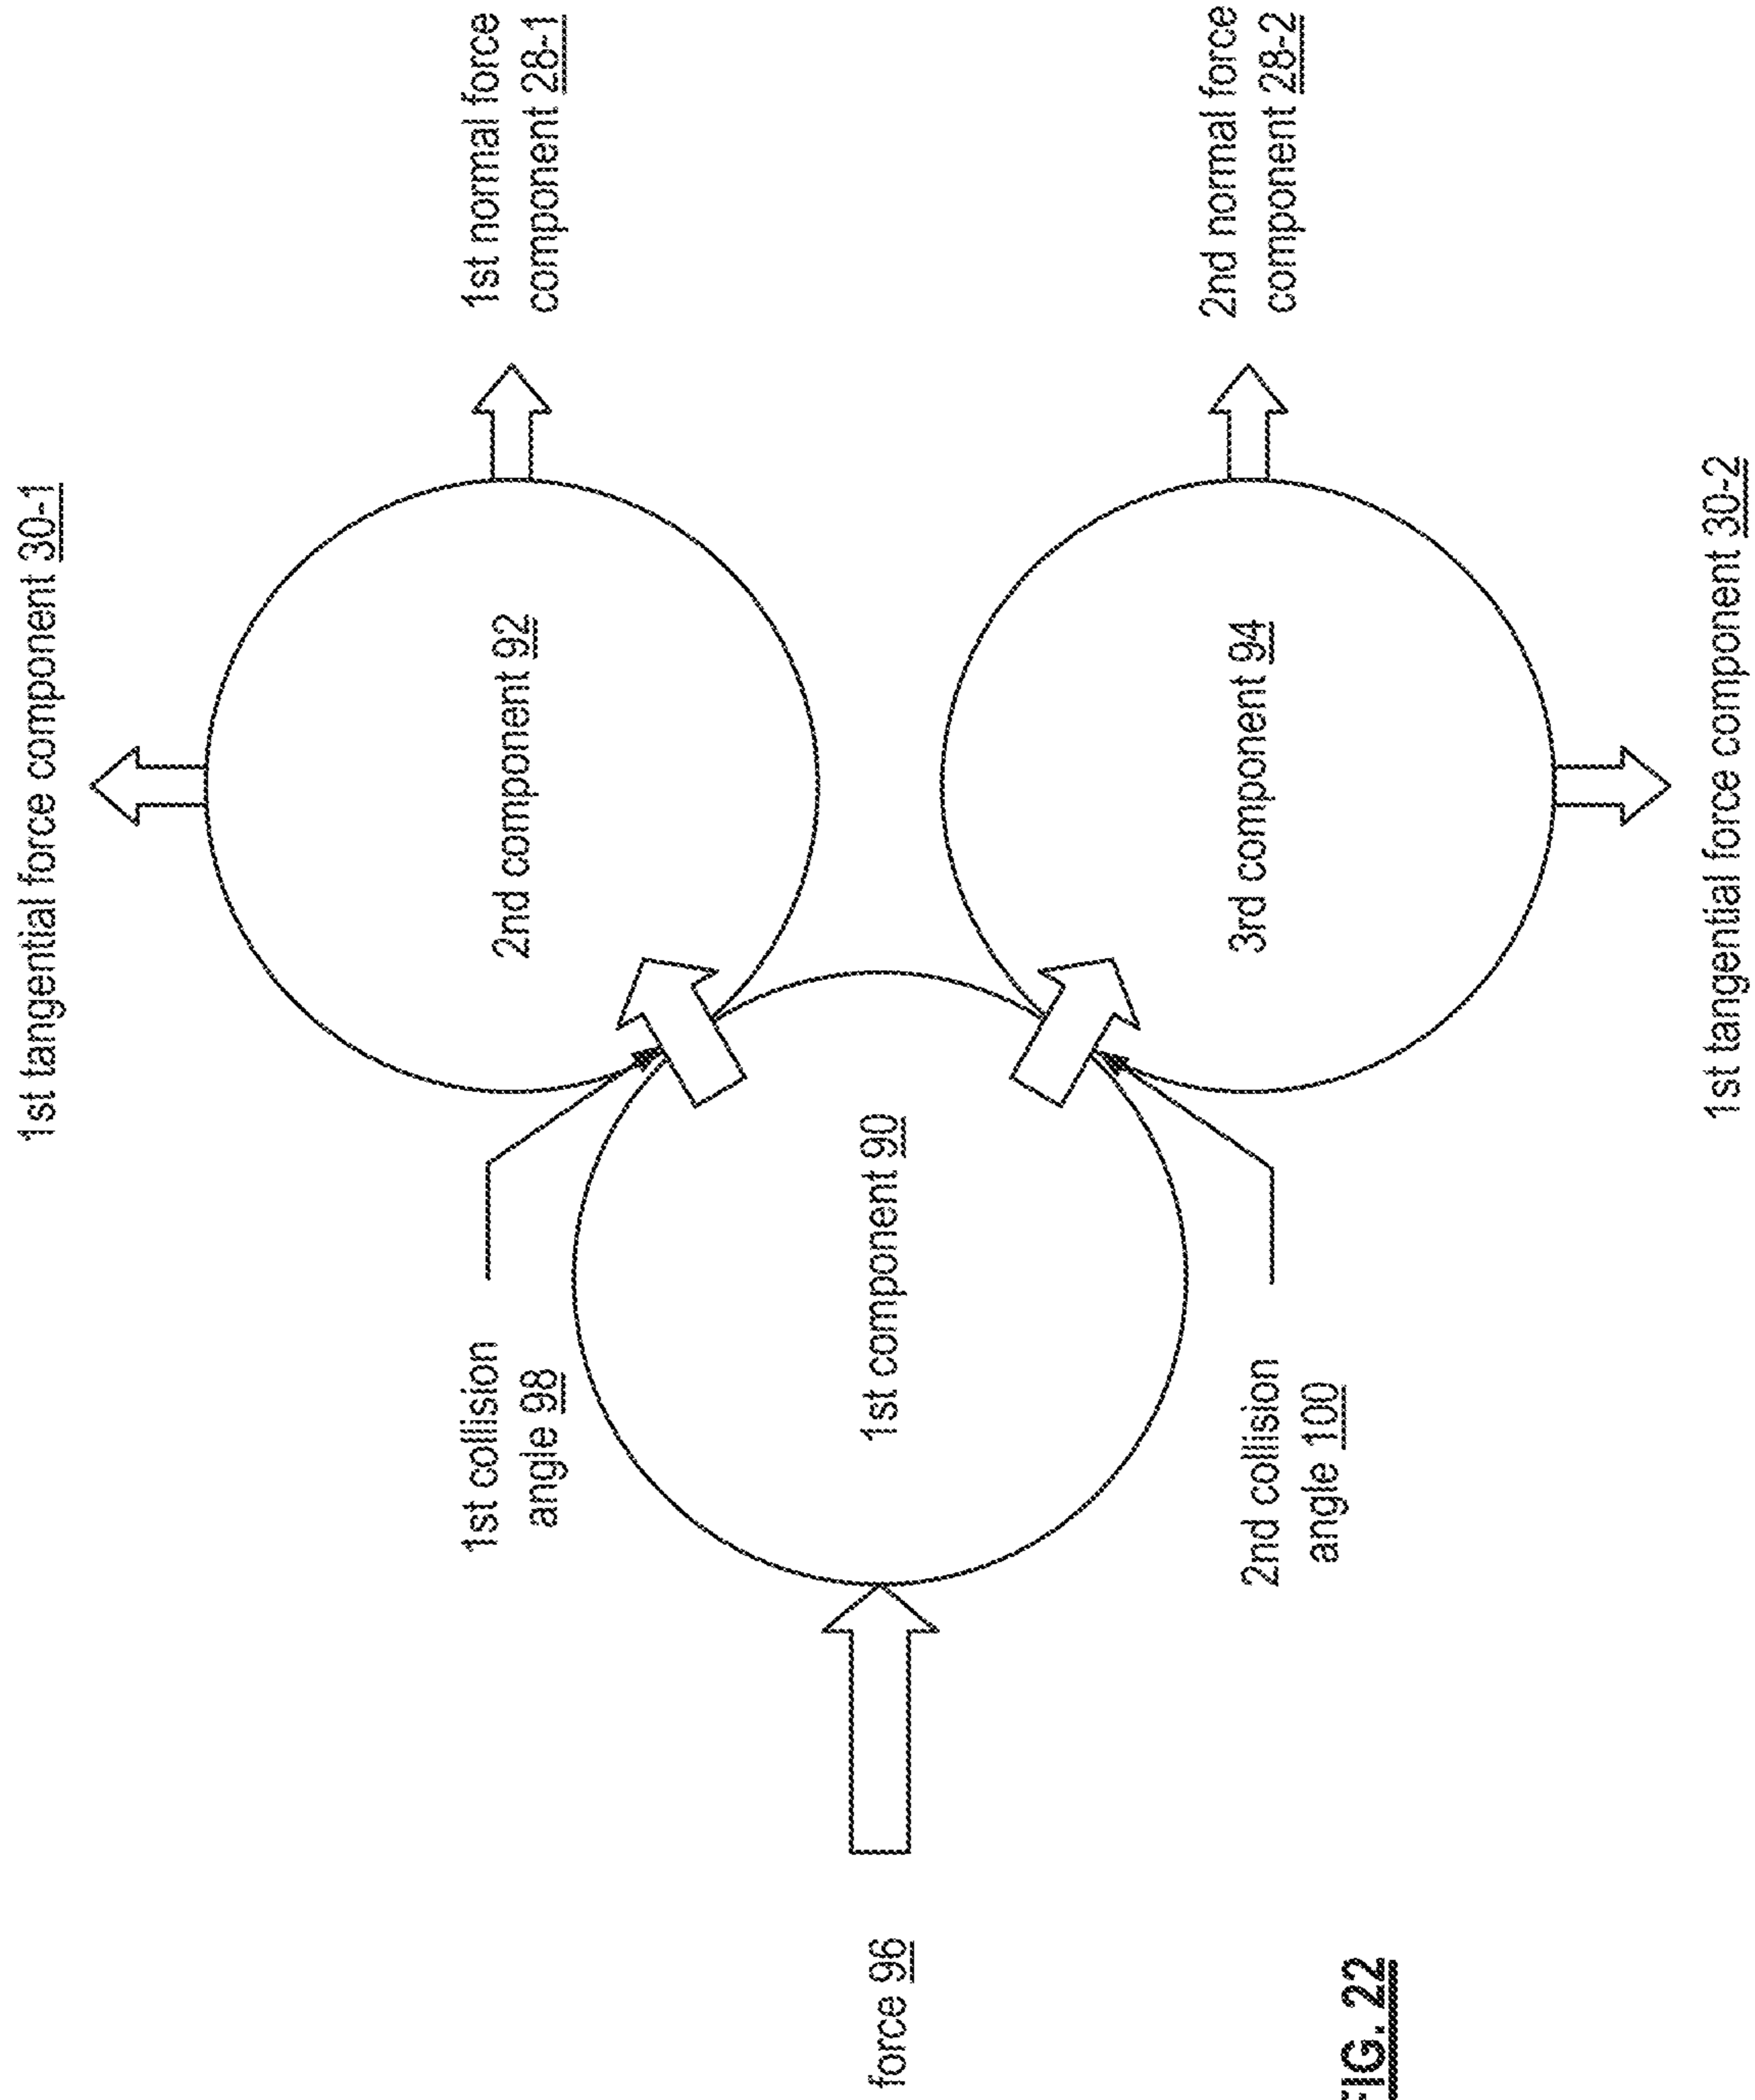 1st tangential force component 30-1
1st normal force
component 28-1
2nd component 92
1st collision
angle 98
force 96
1st component 90
2nd collision
angle 100
3rd component 94
2nd normal force
component 28-2
1st tangential force component 30-2
FIG. 22